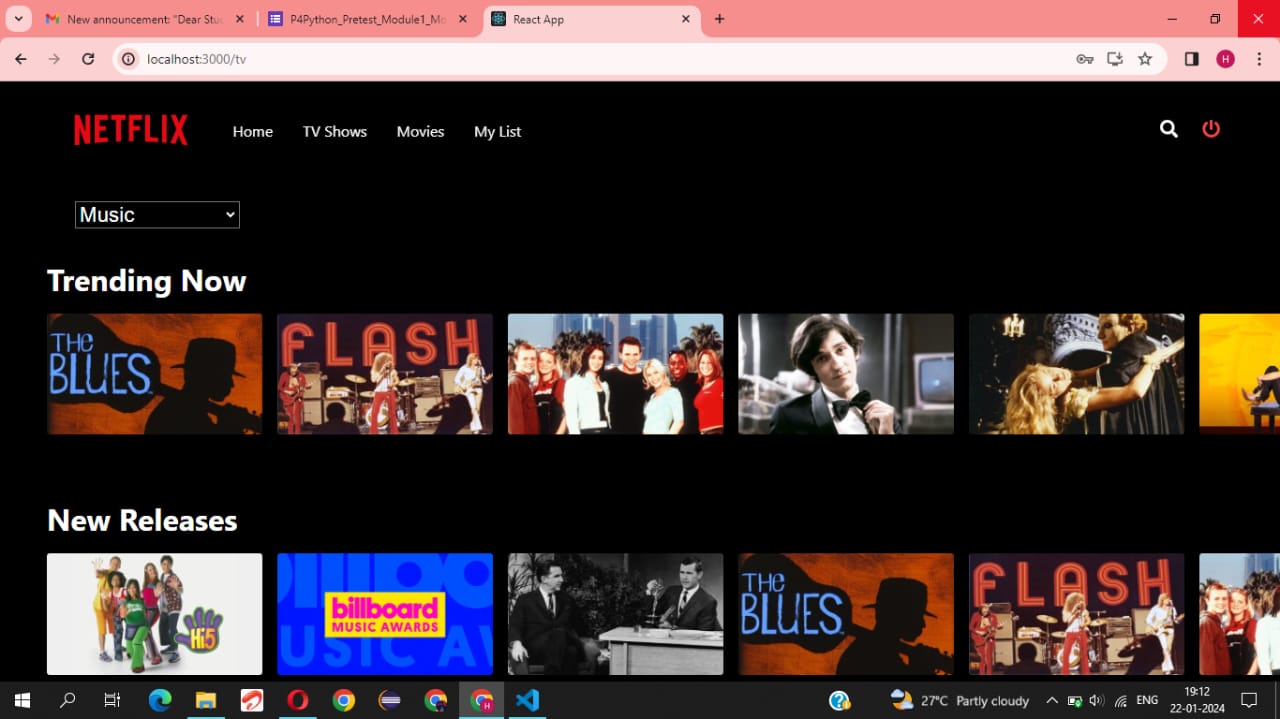 New announcement: "Dear Stu
P4Python_Pretest_Module1_Mo
React App
localhost:3000/tv
H
NETFLIX
Home
TV Shows
Movies
My List
Music
Trending Now
THE BLUES
FLASH
New Releases
Hi5
billboard
MUSIC AWARDS
THE BLUES
FLASH
27°C Partly cloudy
ENG
19:12
22-01-2024